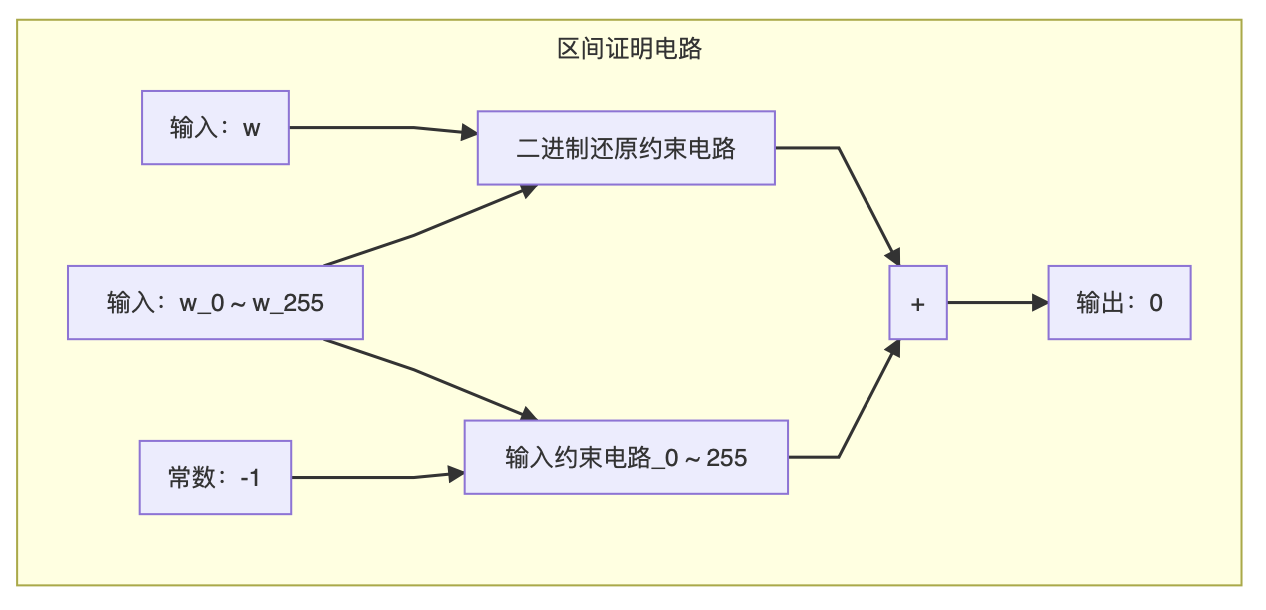 区间证明电路
输入：w
二进制还原约束电路
输入：w_0 ~ w_255
+
输出：0
常数：-1
输入约束电路_0 ~ 255